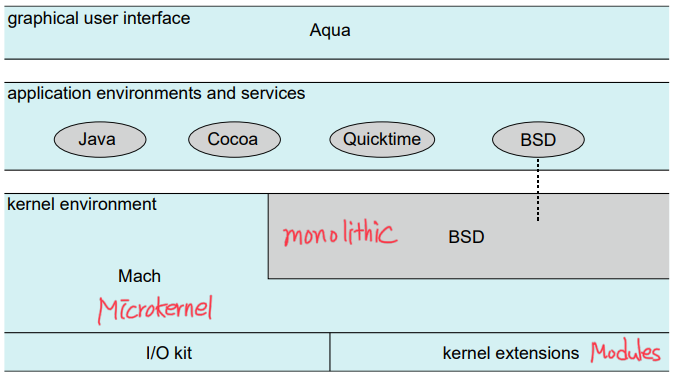 graphical user interface
Aqua
application environments and services
Java
Cocoa
Quicktime
BSD
kernel environment
monolithic
BSD
Mach
Microkernel
I/O kit
kernel extensions Modules